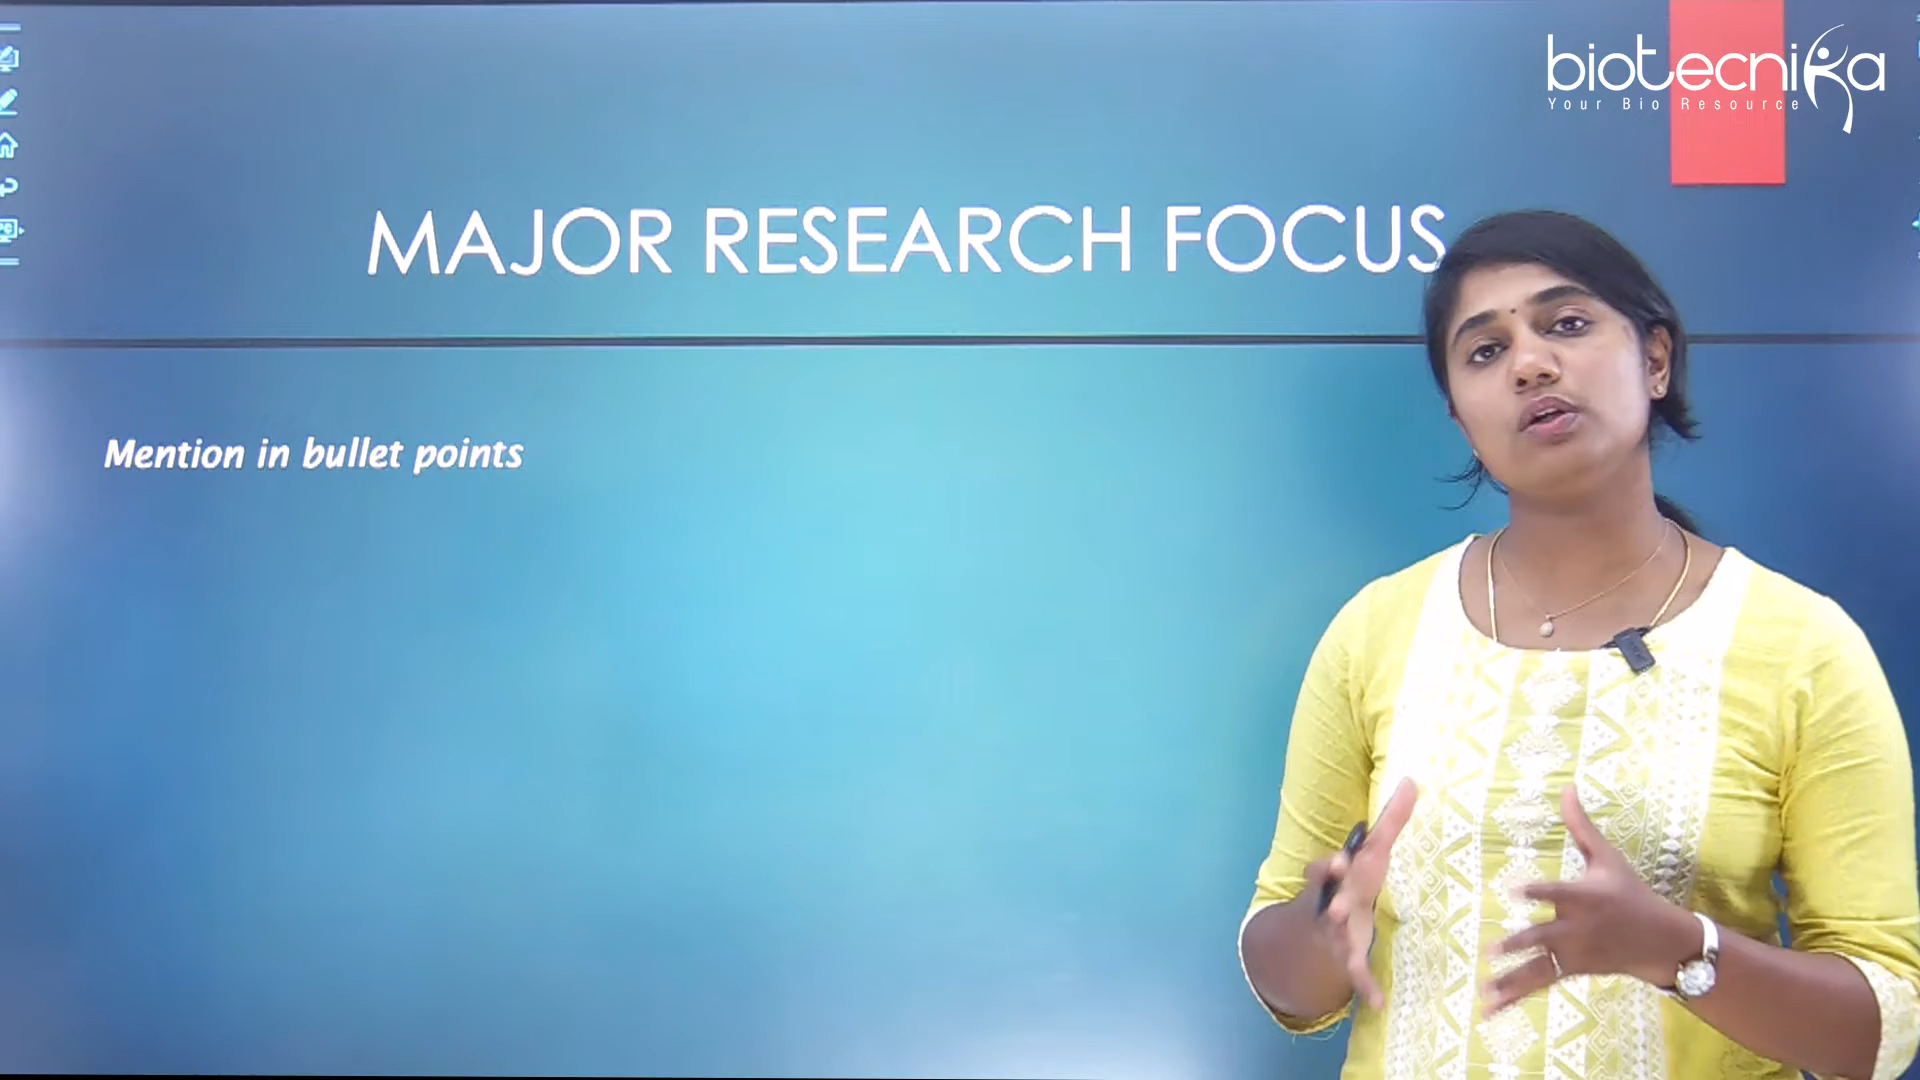 biotecnika
Your Bio Resource
MAJOR RESEARCH FOCUS
Mention in bullet points